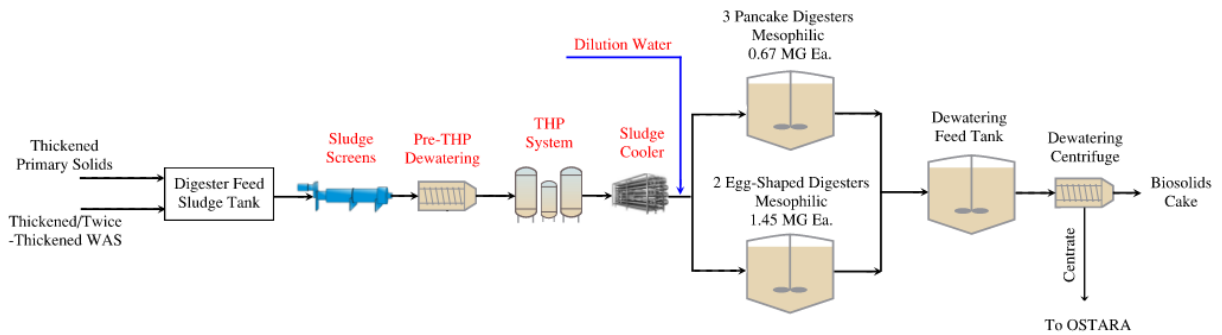 3 Pancake Digesters
Mesophilic
0.67 MG Ea.
Dilution Water
Thickened
Primary Solids
Thickened/Twice
-Thickened WAS
Digester Feed
Sludge Tank
Sludge
Screens
Pre-THP
Dewatering
THP
System
Sludge
Cooler
2 Egg-Shaped Digesters
Mesophilic
1.45 MG Ea.
Dewatering
Feed Tank
Dewatering
Centrifuge
Biosolids
Cake
Centrate
To OSTARA